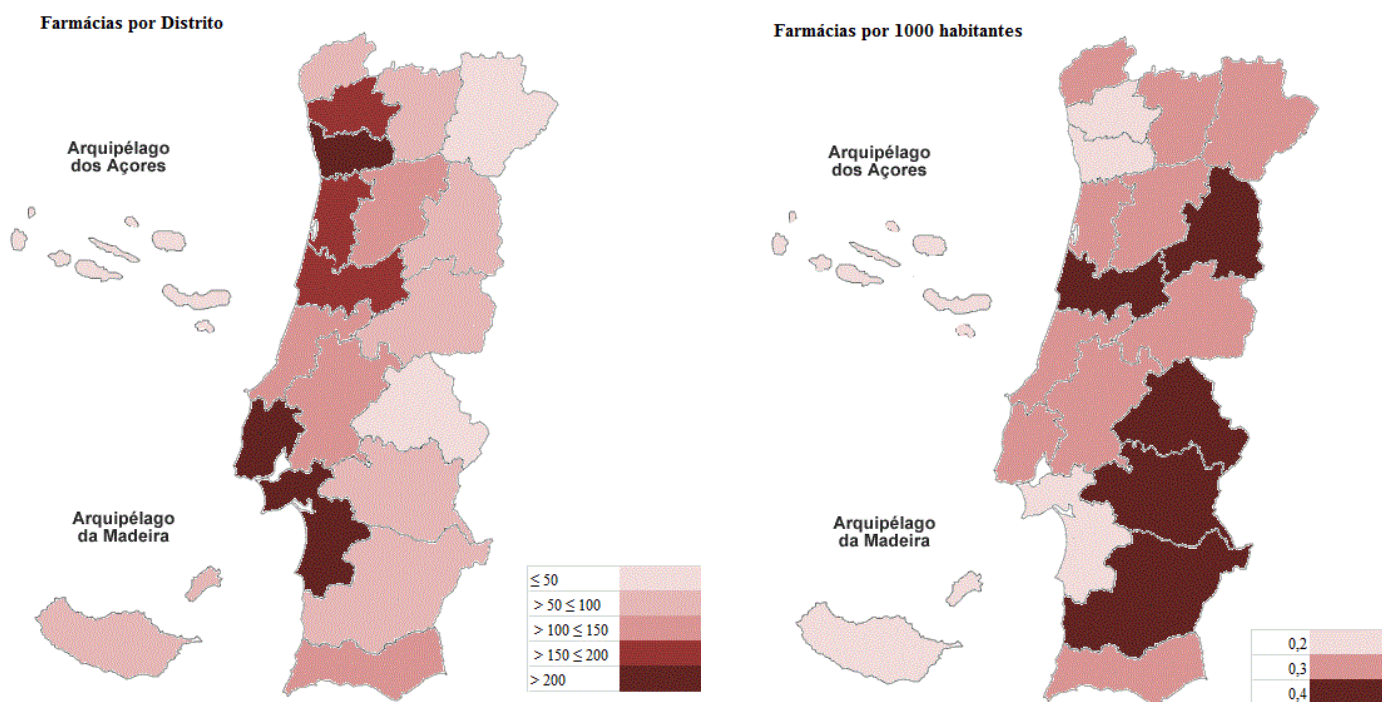 Farmácias por Distrito
Arquipélago
dos Açores
Arquipélago
da Madeira
≤ 50
> 50 ≤ 100
> 100 ≤ 150
> 150 ≤ 200
> 200
Farmácias por 1000 habitantes
Arquipélago
dos Açores
Arquipélago
da Madeira
0,2
0,3
0,4